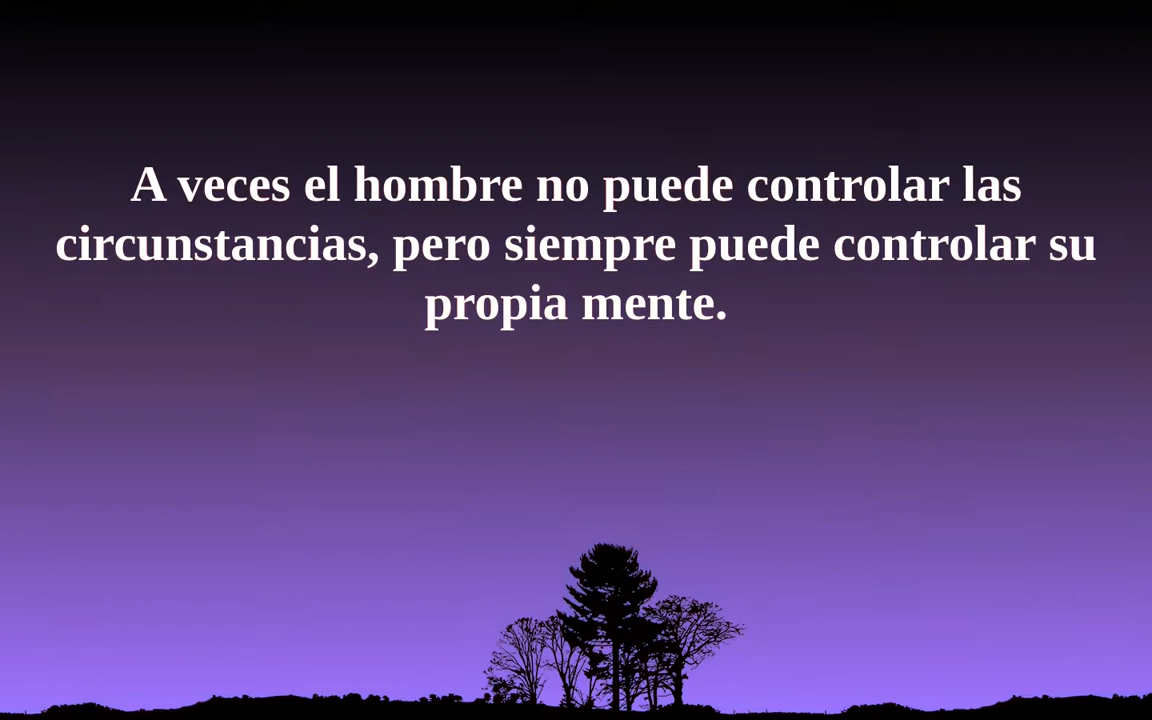 A veces el hombre no puede controlar las
circunstancias, pero siempre puede controlar su
propia mente.